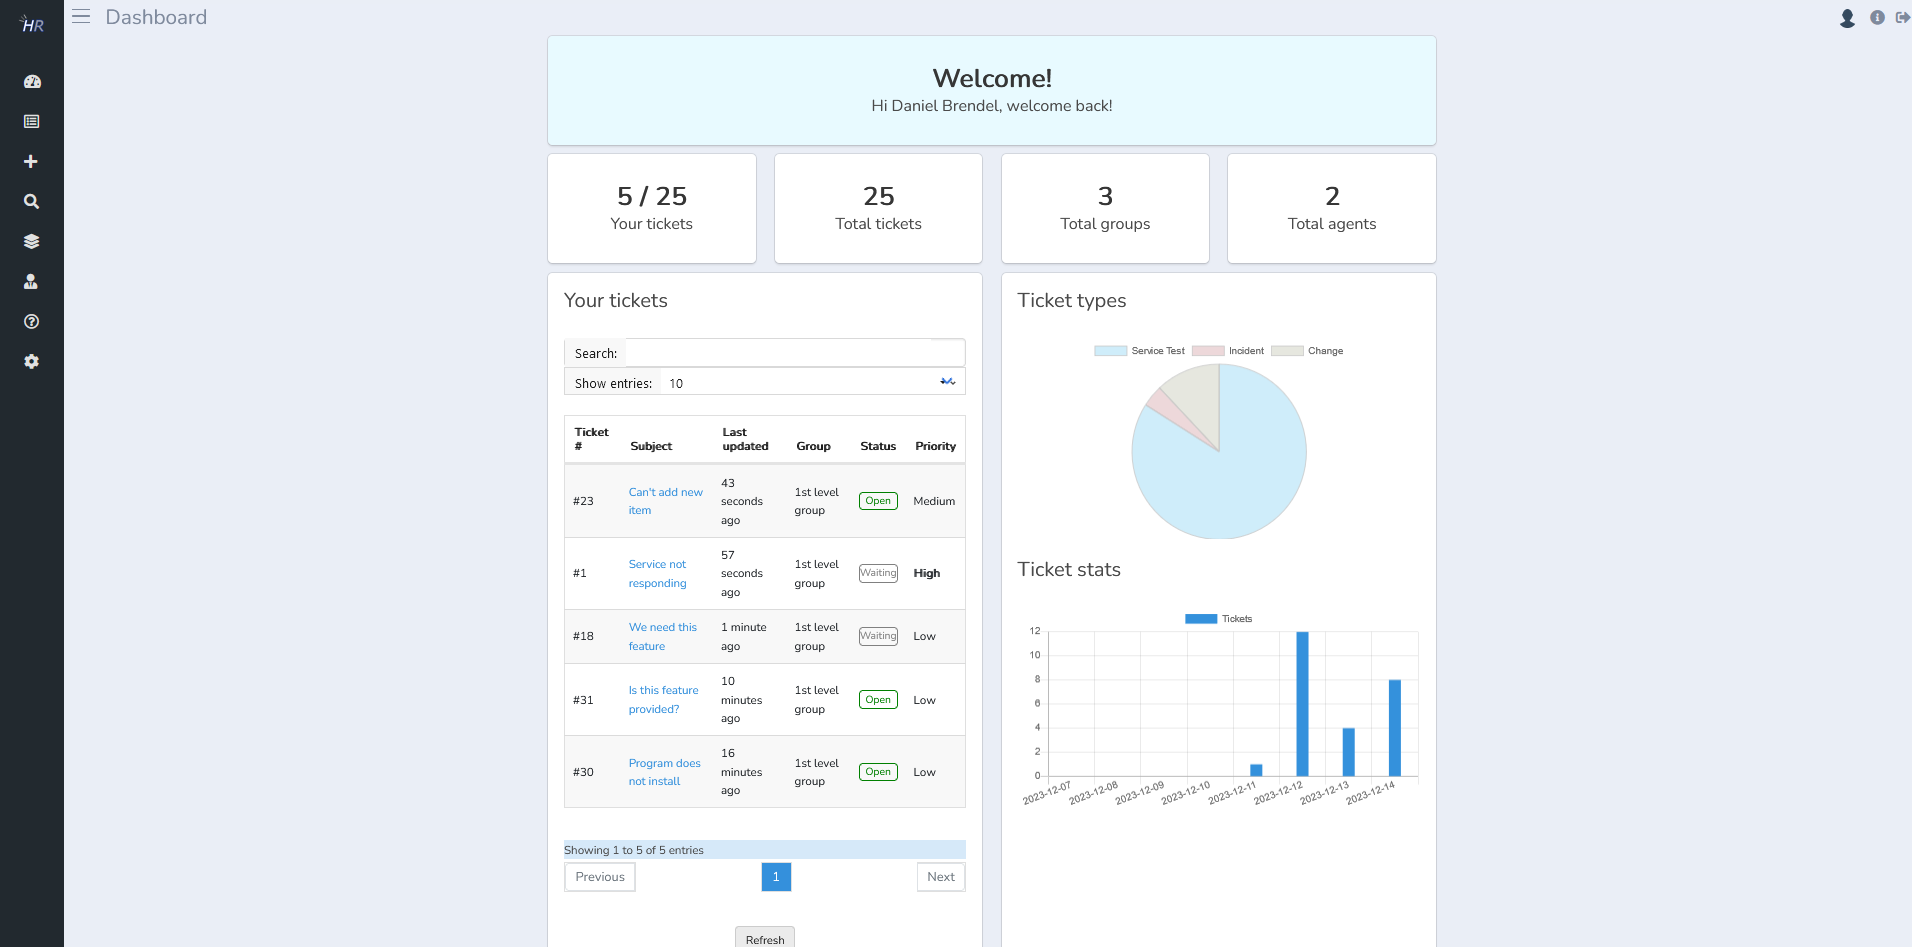 HR
Dashboard
Welcome!
Hi Daniel Brendel, welcome back!
5 / 25
Your tickets
25
Total tickets
3
Total groups
2
Total agents
Your tickets
Search:
Show entries: 10
Ticket # Subject Last updated Group Status Priority
#23 Can't add new item 43 seconds ago 1st level group Open Medium
#1 Service not responding 57 seconds ago 1st level group Waiting High
#18 We need this feature 1 minute ago 1st level group Waiting Low
#31 Is this feature provided? 10 minutes ago 1st level group Open Low
#30 Program does not install 16 minutes ago 1st level group Open Low
Showing 1 to 5 of 5 entries
Previous 1 Next
Refresh
Ticket types
Service Test Incident Change
Ticket stats
Tickets
12
10
8
6
4
2
0
2023-12-07 2023-12-08 2023-12-09 2023-12-10 2023-12-11 2023-12-12 2023-12-13 2023-12-14